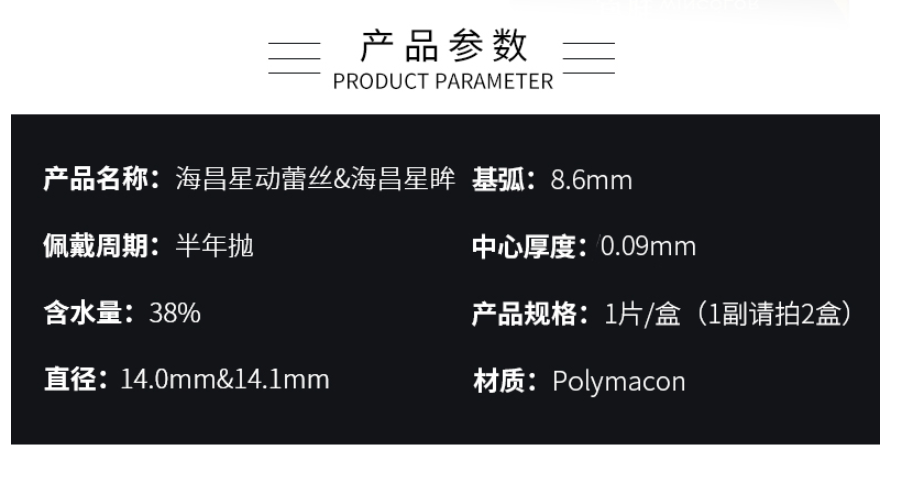 产品参数
PRODUCT PARAMETER
产品名称：海昌星动蕾丝&海昌星眸 基弧：8.6mm
佩戴周期：半年抛 中心厚度：0.09mm
含水量：38% 产品规格：1片/盒（1副请拍2盒）
直径：14.0mm&14.1mm 材质：Polymacon